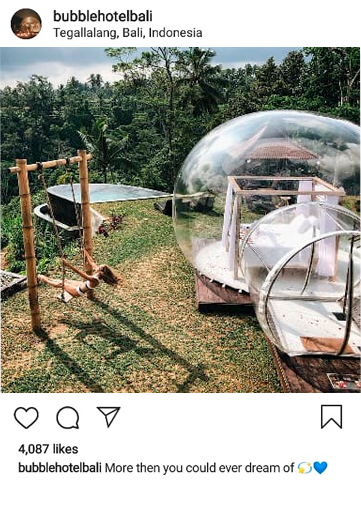 bubblehotelbali
Tegallalang, Bali, Indonesia
4,087 likes
bubblehotelbali More then you could ever dream of 💫💙